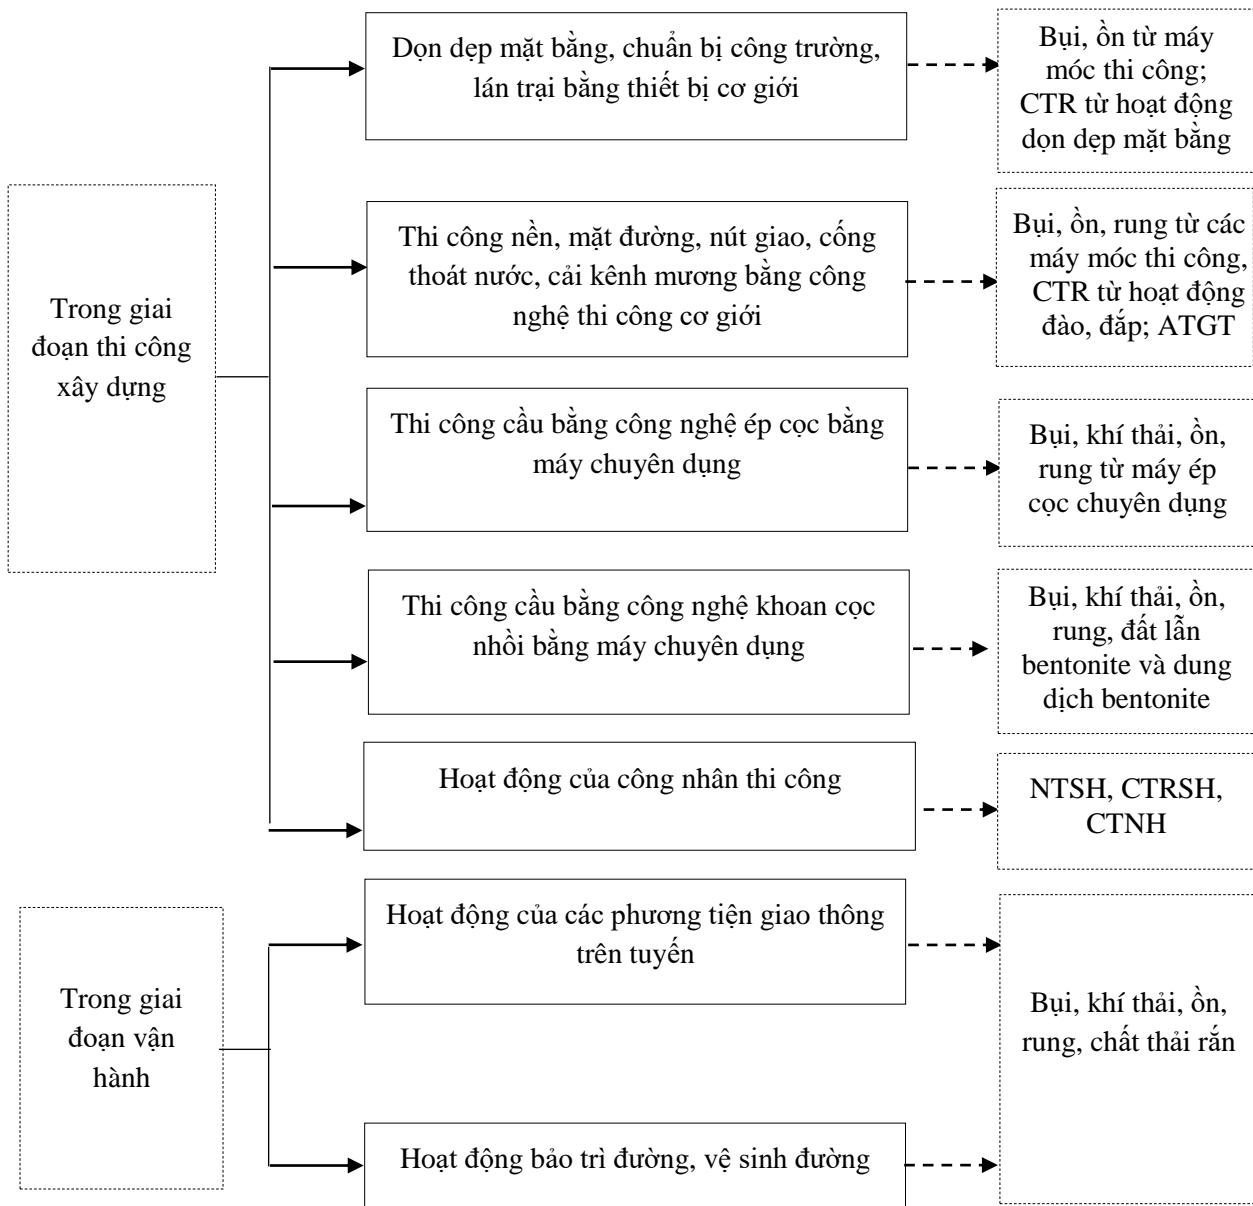 Trong giai
đoạn thi công
xây dựng
Dọn dẹp mặt bằng, chuẩn bị công trường,
lán trại bằng thiết bị cơ giới
Bụi, ồn từ máy
móc thi công;
CTR từ hoạt động
dọn dẹp mặt bằng
Thi công nền, mặt đường, nút giao, cống
thoát nước, cải kênh mương bằng công
nghệ thi công cơ giới
Bụi, ồn, rung từ các
máy móc thi công,
CTR từ hoạt động
đào, đắp; ATGT
Thi công cầu bằng công nghệ ép cọc bằng
máy chuyên dụng
Bụi, khí thải, ồn,
rung từ máy ép
cọc chuyên dụng
Thi công cầu bằng công nghệ khoan cọc
nhồi bằng máy chuyên dụng
Bụi, khí thải, ồn,
rung, đất lẫn
bentonite và dung
dịch bentonite
Hoạt động của công nhân thi công
NTSH, CTRSH,
CTNH
Trong giai
đoạn vận
hành
Hoạt động của các phương tiện giao thông
trên tuyến
Bụi, khí thải, ồn,
rung, chất thải rắn
Hoạt động bảo trì đường, vệ sinh đường